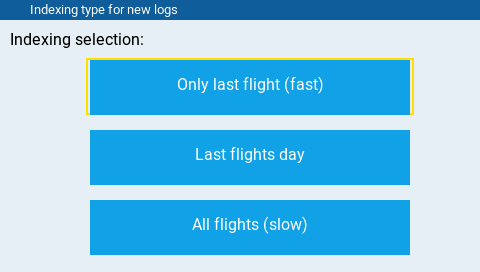 Indexing type for new logs
Indexing selection:
Only last flight (fast)
Last flights day
All flights (slow)